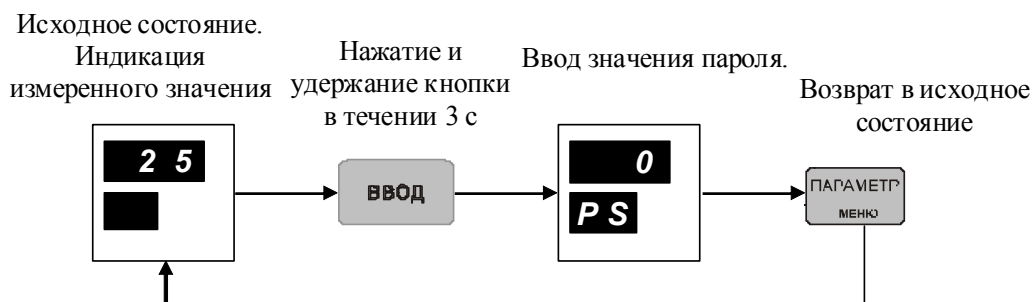 Исходное состояние.
Индикация
измеренного значения
Нажатие и
удержание кнопки
в течении 3 с
Ввод значения пароля.
Возврат в исходное
состояние
2 5
ВВОД
0
P S
ПАРАМЕТР
МЕНЮ